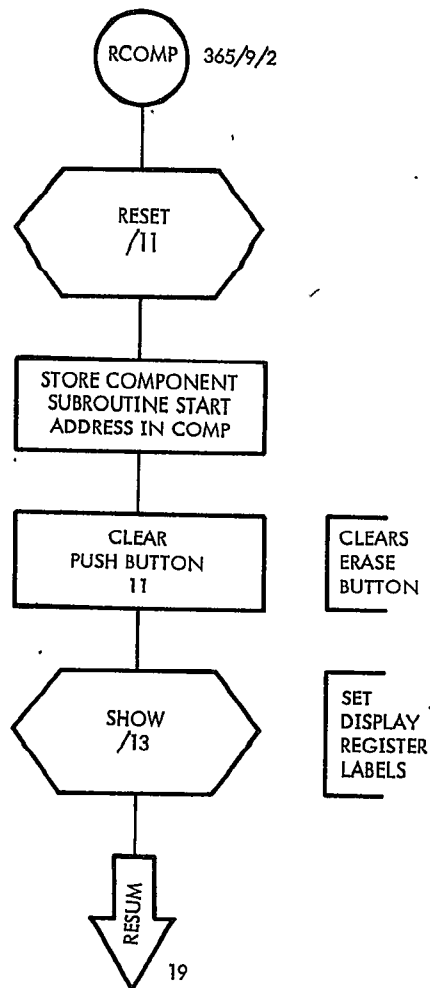 RCOMP 365/9/2
RESET
/11
STORE COMPONENT
SUBROUTINE START
ADDRESS IN COMP
CLEAR
PUSH BUTTON
11
CLEARS
ERASE
BUTTON
SHOW
/13
SET
DISPLAY
REGISTER
LABELS
RESUM
19